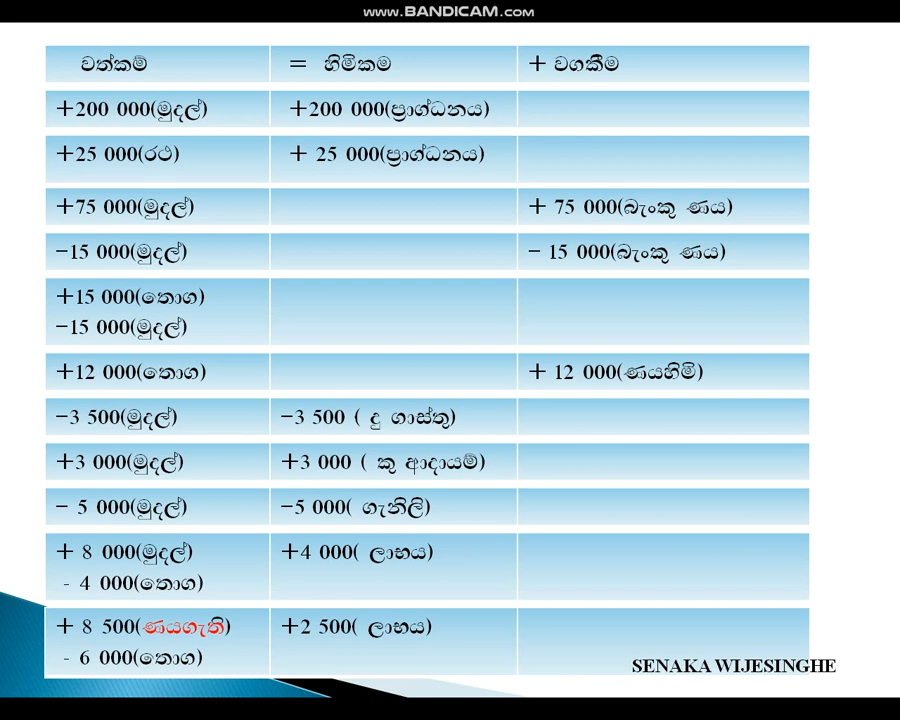 www.BANDICAM.com
වත්කම් = හිමිකම + වගකීම
+200 000(මුදල්) +200 000(ප්‍රාග්ධනය)
+25 000(රථ) + 25 000(ප්‍රාග්ධනය)
+75 000(මුදල්) + 75 000(බැංකු ණය)
−15 000(මුදල්) − 15 000(බැංකු ණය)
+15 000(තොග)
−15 000(මුදල්)
+12 000(තොග) + 12 000(ණයහිමි)
−3 500(මුදල්) −3 500 ( දු ගාස්තු)
+3 000(මුදල්) +3 000 ( කු ආදායම්)
− 5 000(මුදල්) −5 000( ගැනිලි)
+ 8 000(මුදල්) +4 000( ලාභය)
- 4 000(තොග)
+ 8 500(ණයගැති) +2 500( ලාභය)
- 6 000(තොග)
SENAKA WIJESINGHE